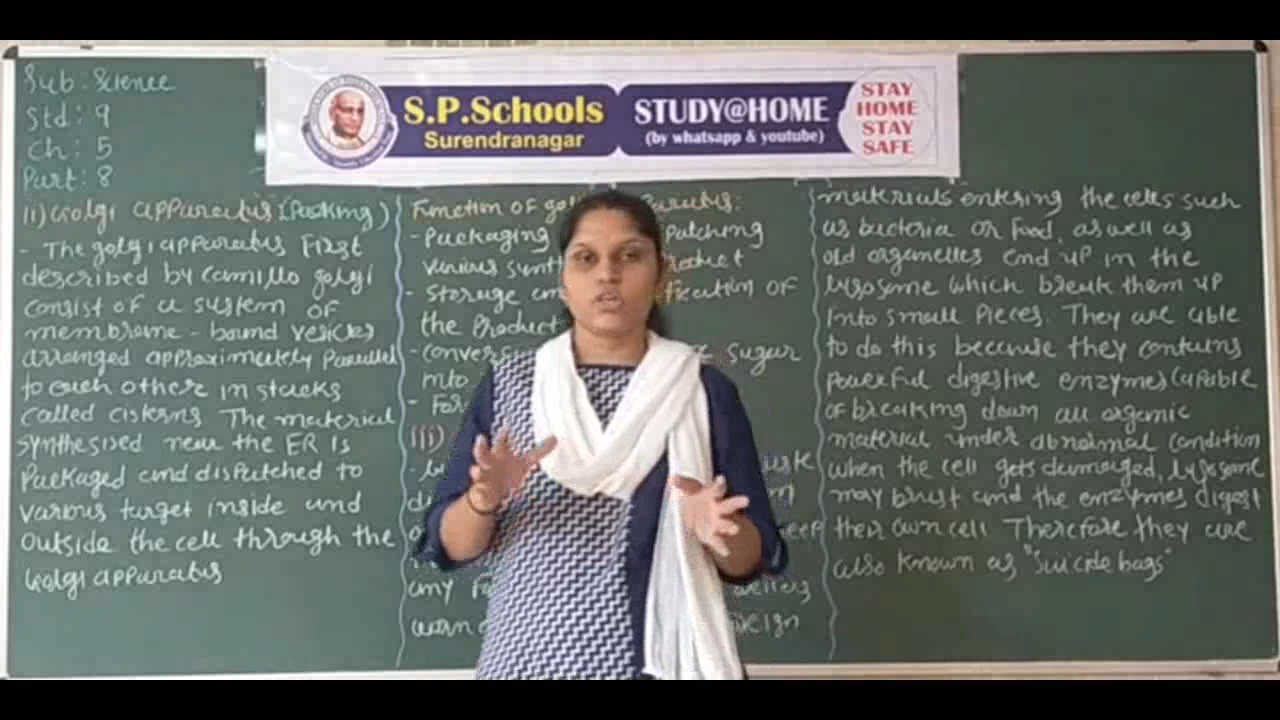 Sub: Science
Std: 9
Ch: 5
Part: 8
S.P.Schools
Surendranagar
STUDY@HOME
(by whatsapp & youtube)
STAY
HOME
STAY
SAFE
ii) Golgi apparatus (Packing)
- The golgi apparatus First
described by Camillo golgi
consist of a system of
membrane - bound vesicles
arranged approximately Parallel
to each other in stacks
called cisterns The material
synthesised near the ER is
Packaged and dispatched to
various target inside and
outside the cell through the
Golgi apparatus
Function of
- Packaging
various product
- Storage of
the Product
- sugar
into
-
iii)
any
materials entering the cells such
as bacteria or food, as well as
old organelles end up in the
lysosome which break them up
into small pieces. They are able
to do this because they contains
Powerful digestive enzymes capable
of breaking down all organic
material under abnormal condition
when the cell gets damaged, lysosome
may brust and the enzymes digest
their own cell Therefore they are
also known as "suicide bags"